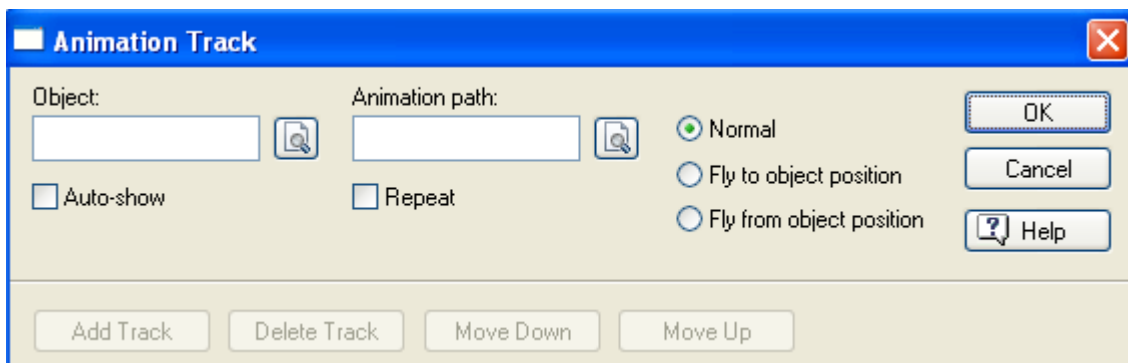 Animation Track
Object:
Animation path:
Normal
OK
Auto-show
Repeat
Fly to object position
Cancel
Fly from object position
Help
Add Track
Delete Track
Move Down
Move Up